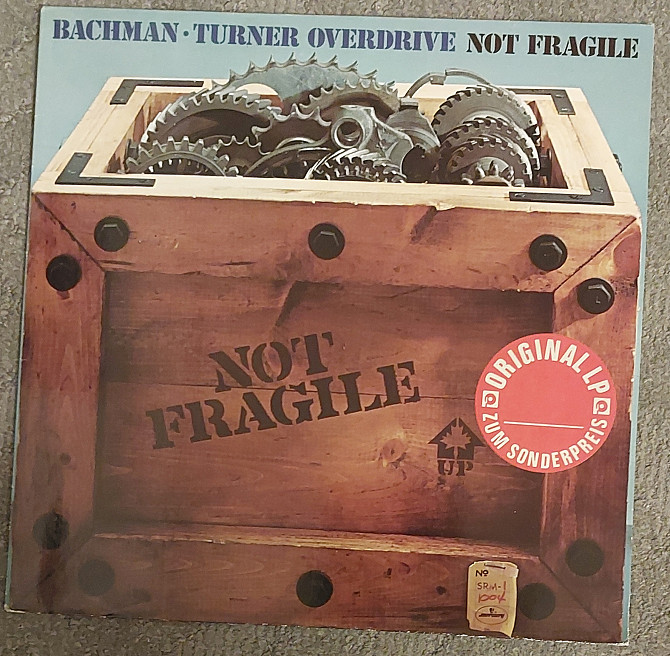 BACHMAN · TURNER OVERDRIVE NOT FRAGILE
NOT
FRAGILE
UP
ORIGINAL LP
ZUM SONDERPREIS
Nº
SRM-1
1004